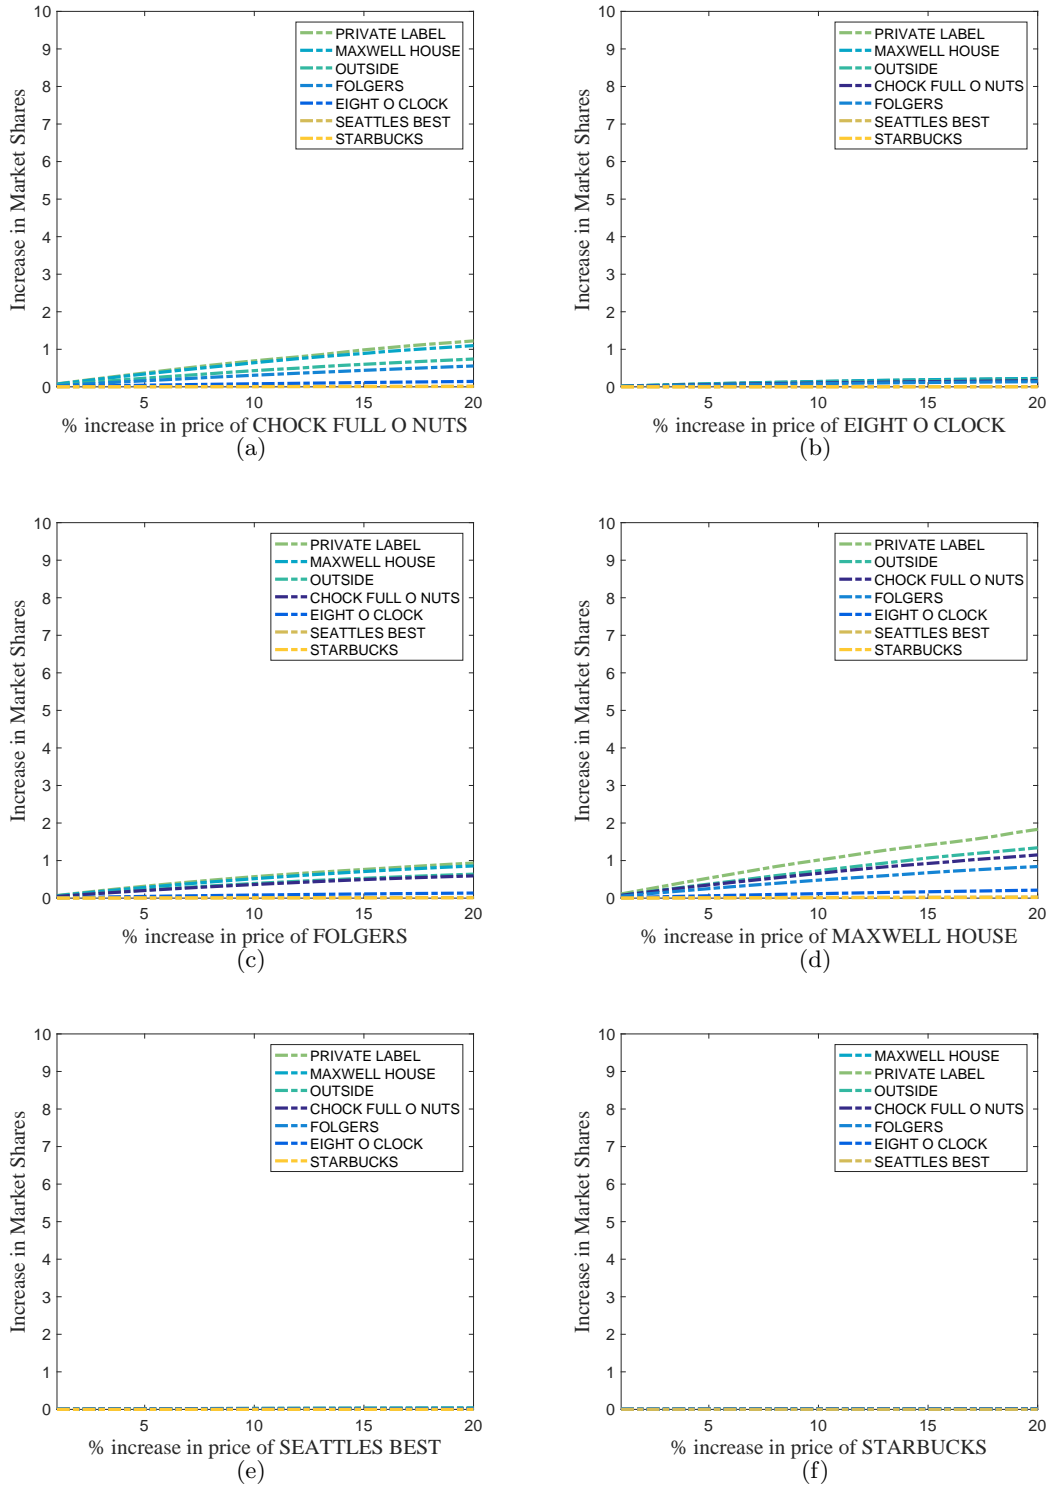 10
9
8
7
6
5
4
3
2
1
0
Increase in Market Shares
PRIVATE LABEL
MAXWELL HOUSE
OUTSIDE
FOLGERS
EIGHT O CLOCK
SEATTLES BEST
STARBUCKS
5 10 15 20
% increase in price of CHOCK FULL O NUTS
(a)
10
9
8
7
6
5
4
3
2
1
0
Increase in Market Shares
PRIVATE LABEL
MAXWELL HOUSE
OUTSIDE
CHOCK FULL O NUTS
FOLGERS
SEATTLES BEST
STARBUCKS
5 10 15 20
% increase in price of EIGHT O CLOCK
(b)
10
9
8
7
6
5
4
3
2
1
0
Increase in Market Shares
PRIVATE LABEL
MAXWELL HOUSE
OUTSIDE
CHOCK FULL O NUTS
EIGHT O CLOCK
SEATTLES BEST
STARBUCKS
5 10 15 20
% increase in price of FOLGERS
(c)
10
9
8
7
6
5
4
3
2
1
0
Increase in Market Shares
PRIVATE LABEL
OUTSIDE
CHOCK FULL O NUTS
FOLGERS
EIGHT O CLOCK
SEATTLES BEST
STARBUCKS
5 10 15 20
% increase in price of MAXWELL HOUSE
(d)
10
9
8
7
6
5
4
3
2
1
0
Increase in Market Shares
PRIVATE LABEL
MAXWELL HOUSE
OUTSIDE
CHOCK FULL O NUTS
FOLGERS
EIGHT O CLOCK
STARBUCKS
5 10 15 20
% increase in price of SEATTLES BEST
(e)
10
9
8
7
6
5
4
3
2
1
0
Increase in Market Shares
MAXWELL HOUSE
PRIVATE LABEL
OUTSIDE
CHOCK FULL O NUTS
FOLGERS
EIGHT O CLOCK
SEATTLES BEST
5 10 15 20
% increase in price of STARBUCKS
(f)